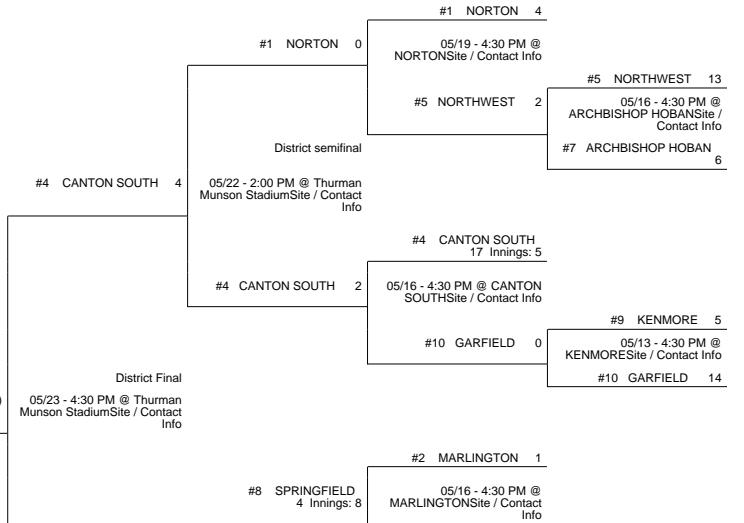 #1 NORTON 4
#1 NORTON 0
05/19 - 4:30 PM @
NORTONSite / Contact Info
#5 NORTHWEST 13
#5 NORTHWEST 2
05/16 - 4:30 PM @
ARCHBISHOP HOBANSite /
Contact Info
District semifinal
#7 ARCHBISHOP HOBAN
6
#4 CANTON SOUTH 4
05/22 - 2:00 PM @ Thurman
Munson StadiumSite / Contact
Info
#4 CANTON SOUTH
17 Innings: 5
#4 CANTON SOUTH 2
05/16 - 4:30 PM @ CANTON
SOUTHSite / Contact Info
#9 KENMORE 5
#10 GARFIELD 0
05/13 - 4:30 PM @
KENMORESite / Contact Info
District Final
#10 GARFIELD 14
05/23 - 4:30 PM @ Thurman
Munson StadiumSite / Contact
Info
#2 MARLINGTON 1
#8 SPRINGFIELD
4 Innings: 8
05/16 - 4:30 PM @
MARLINGTONSite / Contact
Info